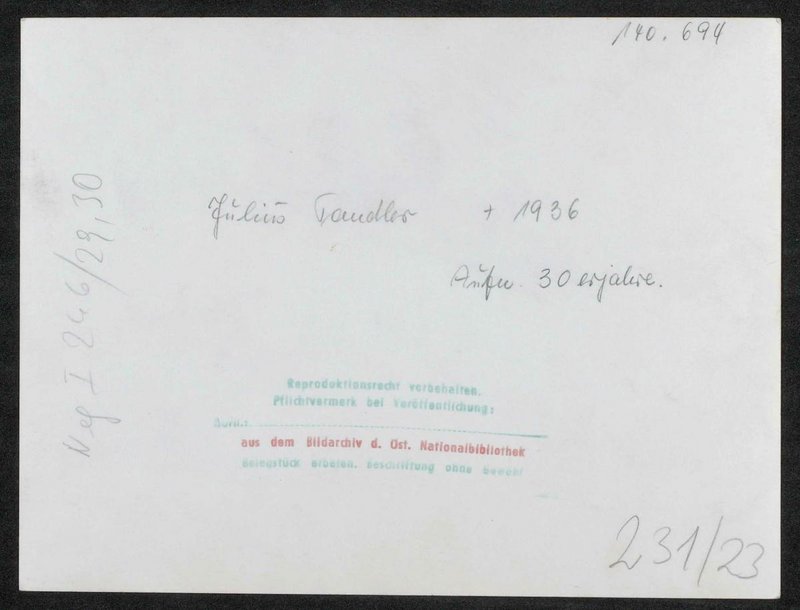 140.694
Julius Tandler + 1936
Aufn. 30erjahre.
Neg I 246/29,30
Reproduktionsrecht vorbehalten.
Pflichtvermerk bei Veröffentlichung:
aus dem Bildarchiv d. Öst. Nationalbibliothek
Belegstück erbeten. Beschriftung ohne Gewähr
231/23